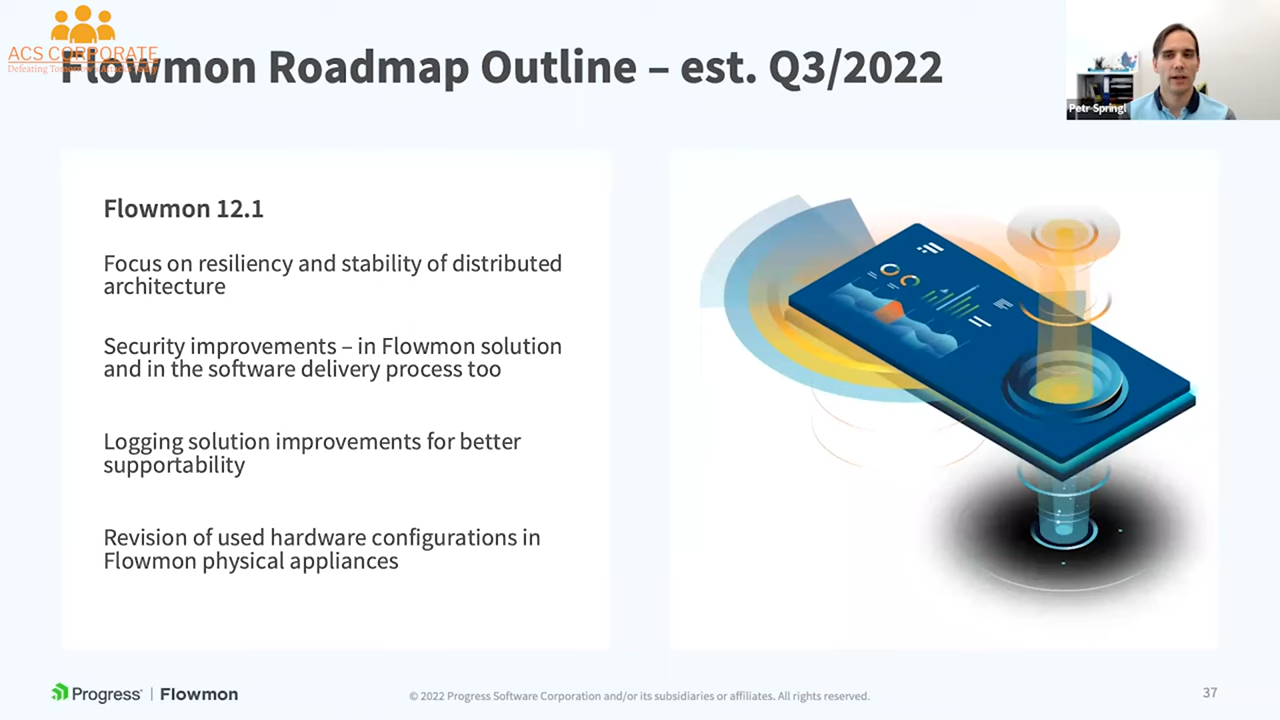 ACS CORPORATE
Flowmon Roadmap Outline – est. Q3/2022
Petr Springl
Flowmon 12.1
Focus on resiliency and stability of distributed
architecture
Security improvements – in Flowmon solution
and in the software delivery process too
Logging solution improvements for better
supportability
Revision of used hardware configurations in
Flowmon physical appliances
Progress | Flowmon
© 2022 Progress Software Corporation and/or its subsidiaries or affiliates. All rights reserved.
37